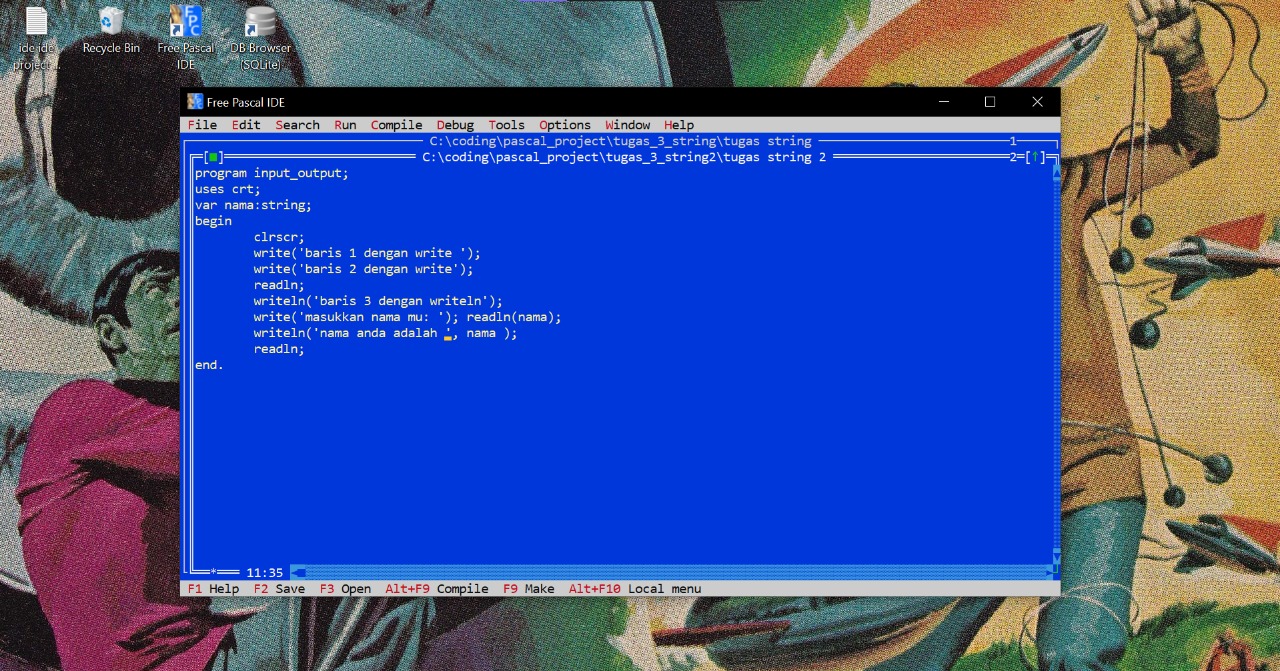 ide ide
project ...
Recycle Bin
Free Pascal
IDE
DB Browser
(SQLite)
Free Pascal IDE
File Edit Search Run Compile Debug Tools Options Window Help
C:\coding\pascal_project\tugas_3_string\tugas string 1
[■] C:\coding\pascal_project\tugas_3_string2\tugas string 2 2=[↑]
program input_output;
uses crt;
var nama:string;
begin
clrscr;
write('baris 1 dengan write ');
write('baris 2 dengan write');
readln;
writeln('baris 3 dengan writeln');
write('masukkan nama mu: '); readln(nama);
writeln('nama anda adalah ', nama );
readln;
end.
* 11:35
F1 Help F2 Save F3 Open Alt+F9 Compile F9 Make Alt+F10 Local menu